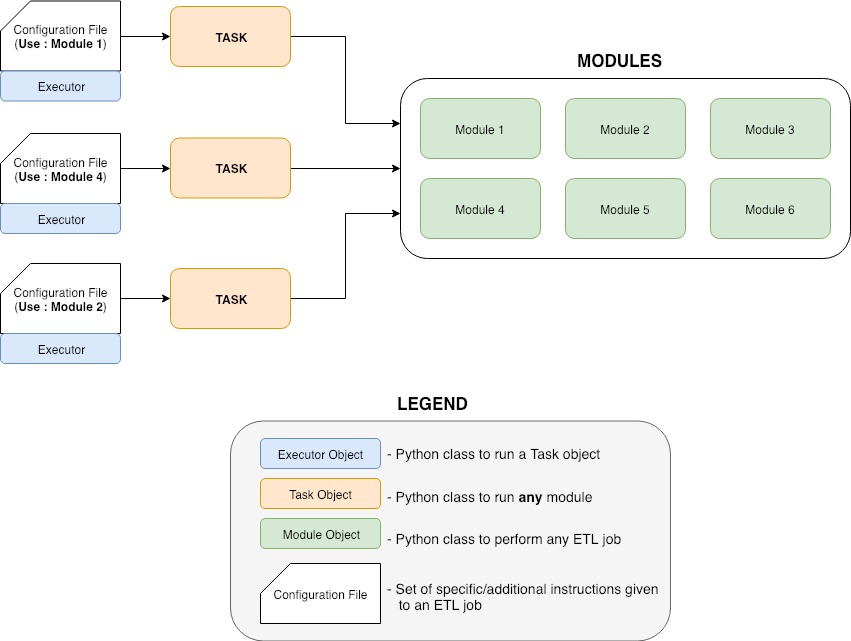 Configuration File
(Use : Module 1)
Executor
TASK
Configuration File
(Use : Module 4)
Executor
TASK
Configuration File
(Use : Module 2)
Executor
TASK
MODULES
Module 1
Module 2
Module 3
Module 4
Module 5
Module 6
LEGEND
Executor Object
- Python class to run a Task object
Task Object
- Python class to run any module
Module Object
- Python class to perform any ETL job
Configuration File
- Set of specific/additional instructions given
to an ETL job